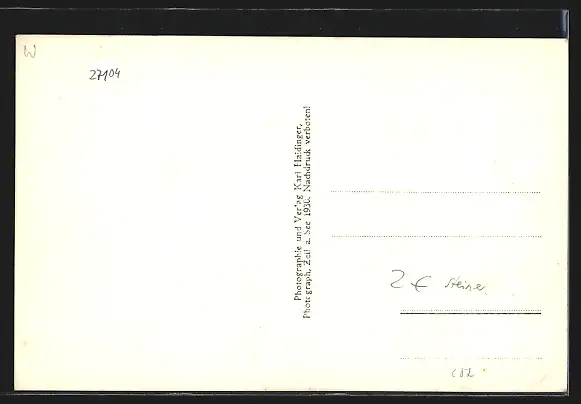 W
27104
Photographie und Verlag Karl Haidinger,
Photograph, Zell a. See 1930. Nachdruck verboten!
2 €